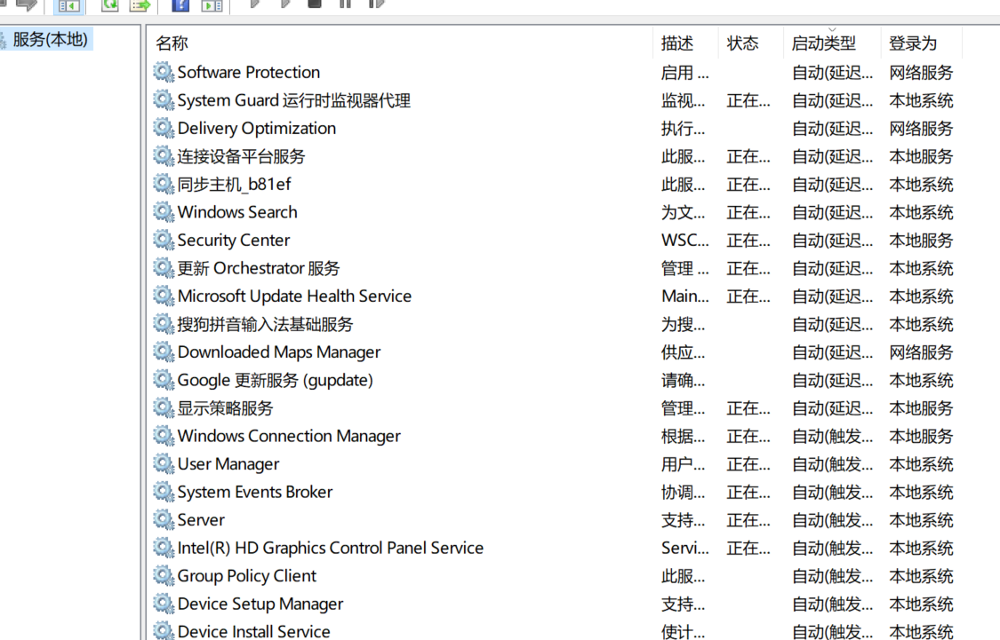 服务(本地)
名称 描述 状态 启动类型 登录为
Software Protection 启用 ... 自动(延迟... 网络服务
System Guard 运行时监视器代理 监视... 正在... 自动(延迟... 本地系统
Delivery Optimization 执行... 自动(延迟... 网络服务
连接设备平台服务 此服... 正在... 自动(延迟... 本地服务
同步主机_b81ef 此服... 正在... 自动(延迟... 本地系统
Windows Search 为文... 正在... 自动(延迟... 本地系统
Security Center WSC... 正在... 自动(延迟... 本地服务
更新 Orchestrator 服务 管理 ... 正在... 自动(延迟... 本地系统
Microsoft Update Health Service Main... 正在... 自动(延迟... 本地系统
搜狗拼音输入法基础服务 为搜... 自动(延迟... 本地系统
Downloaded Maps Manager 供应... 自动(延迟... 网络服务
Google 更新服务 (gupdate) 请确... 自动(延迟... 本地系统
显示策略服务 管理... 正在... 自动(延迟... 本地服务
Windows Connection Manager 根据... 正在... 自动(触发... 本地服务
User Manager 用户... 正在... 自动(触发... 本地系统
System Events Broker 协调... 正在... 自动(触发... 本地系统
Server 支持... 正在... 自动(触发... 本地系统
Intel(R) HD Graphics Control Panel Service Servi... 正在... 自动(触发... 本地系统
Group Policy Client 此服... 自动(触发... 本地系统
Device Setup Manager 支持... 自动(触发... 本地系统
Device Install Service 使计... 自动(触发... 本地系统